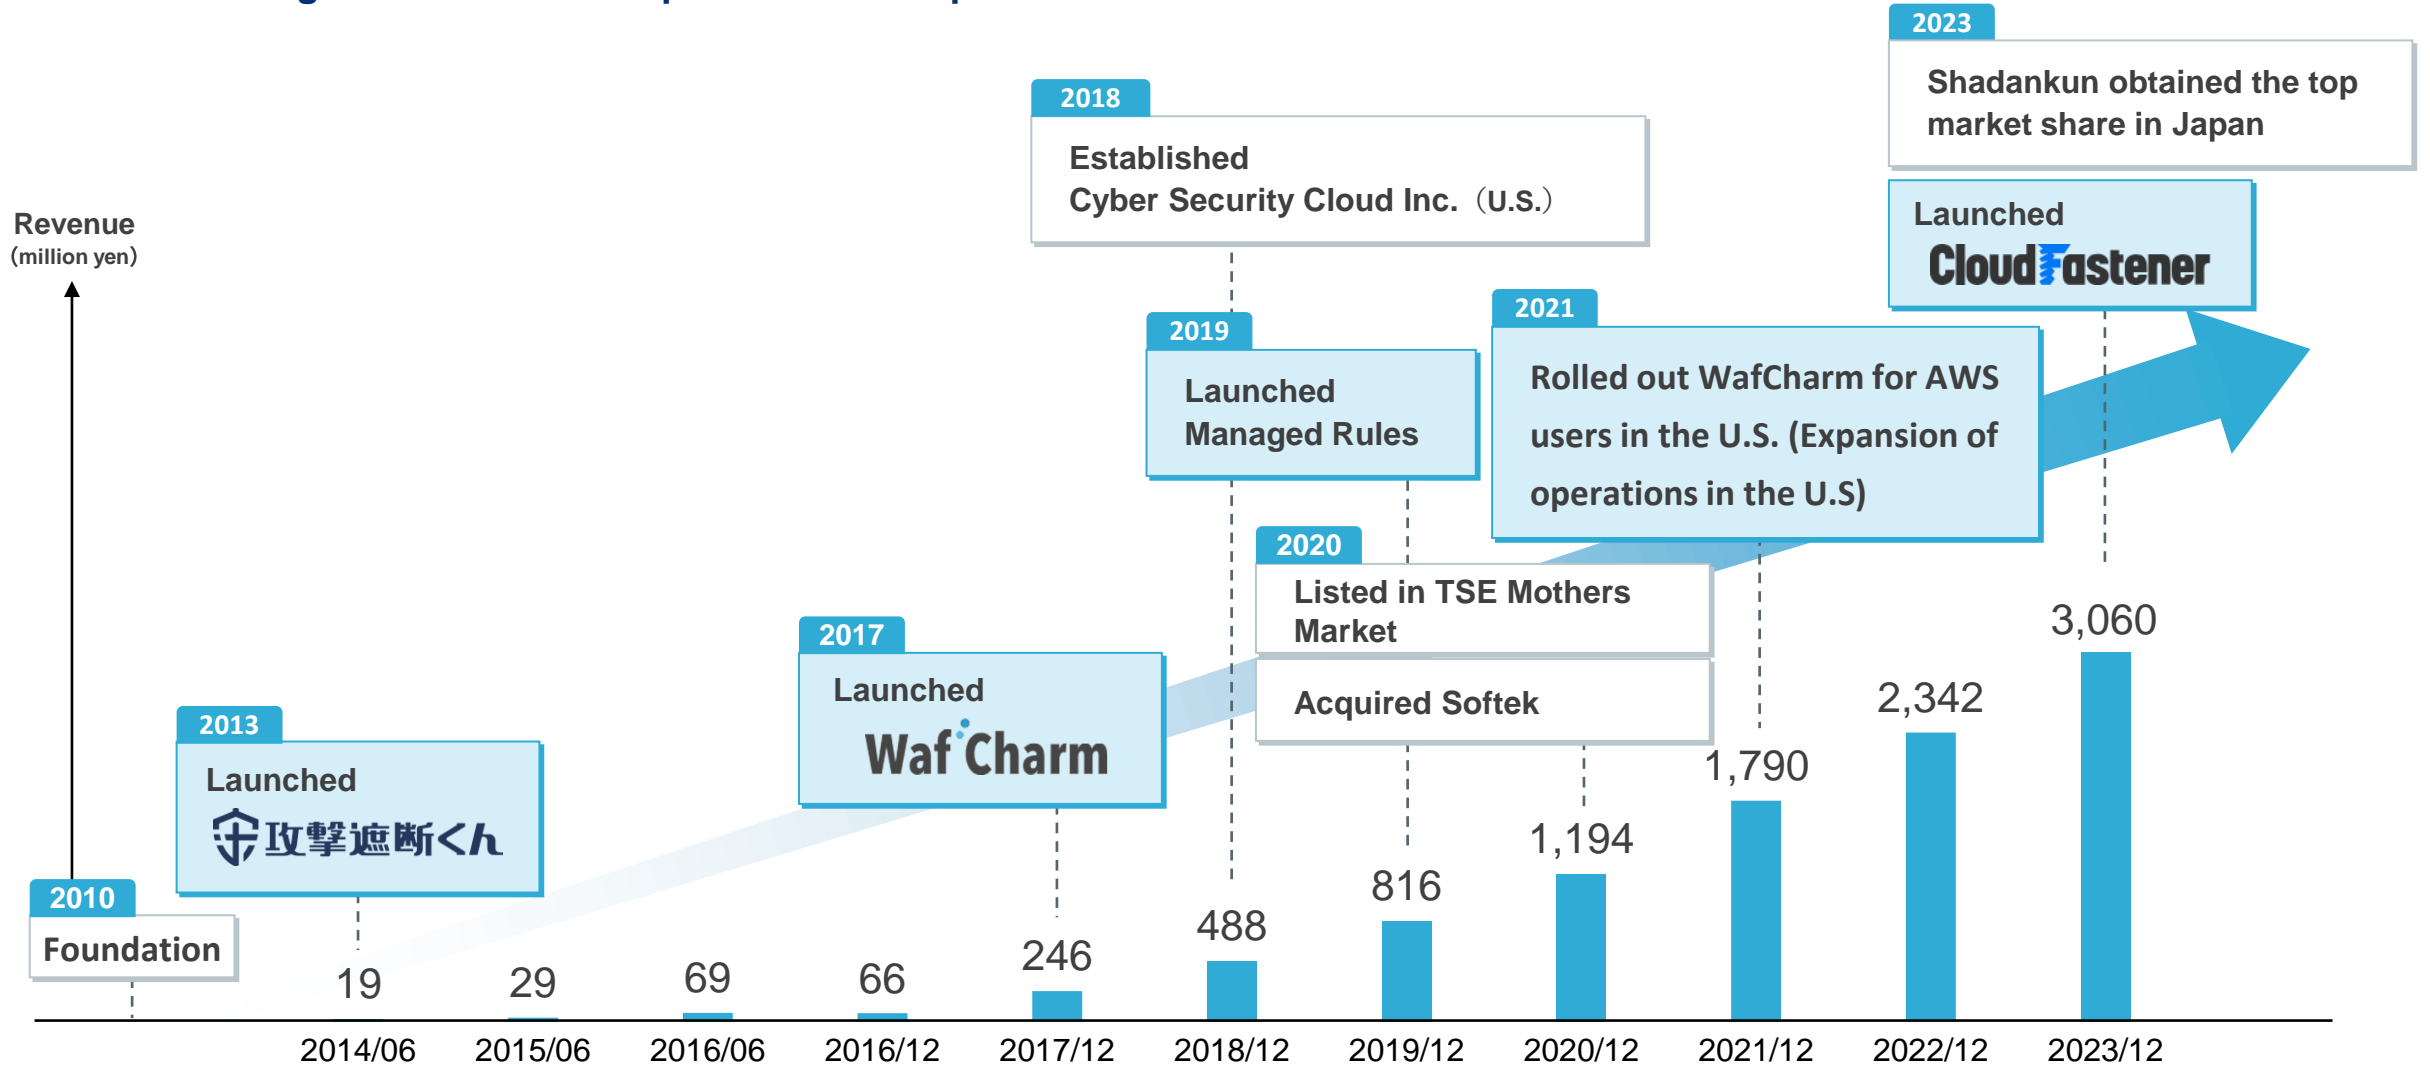 Revenue
（million yen）
2010
Foundation
2013
Launched
攻撃遮断くん
2017
Launched
WafCharm
2018
Established
Cyber Security Cloud Inc.（U.S.）
2019
Launched
Managed Rules
2020
Listed in TSE Mothers
Market
Acquired Softek
2021
Rolled out WafCharm for AWS
users in the U.S. (Expansion of
operations in the U.S)
2023
Shadankun obtained the top
market share in Japan
Launched
CloudFastener
19
29
69
66
246
488
816
1,194
1,790
2,342
3,060
2014/06
2015/06
2016/06
2016/12
2017/12
2018/12
2019/12
2020/12
2021/12
2022/12
2023/12